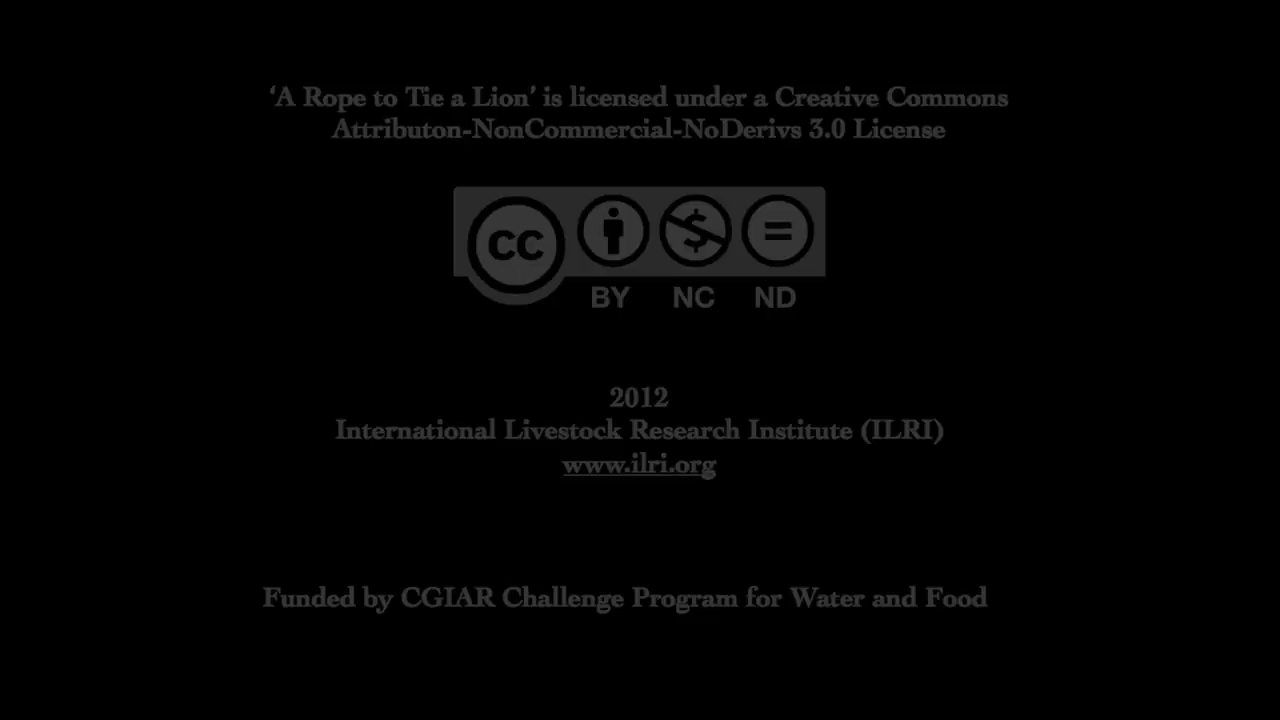 ‘A Rope to Tie a Lion’ is licensed under a Creative Commons
Attributon-NonCommercial-NoDerivs 3.0 License
cc
BY NC ND
2012
International Livestock Research Institute (ILRI)
www.ilri.org
Funded by CGIAR Challenge Program for Water and Food